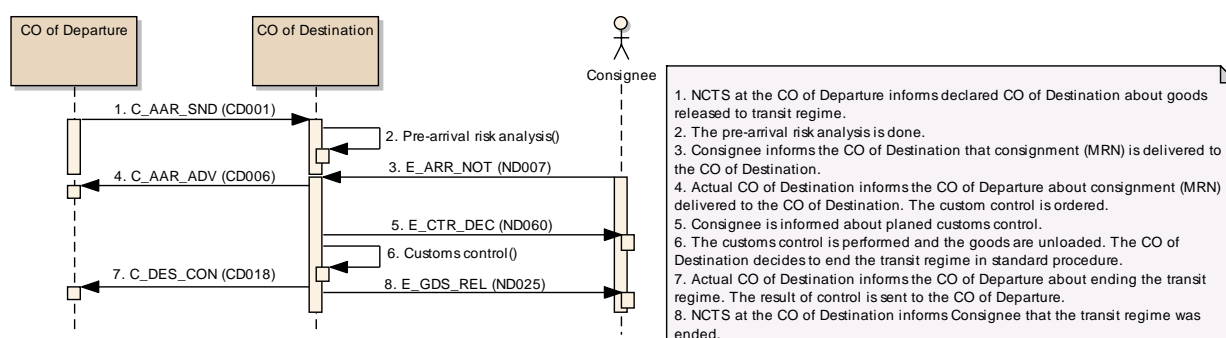 CO of Departure
CO of Destination
Consignee
1. C_AAR_SND (CD001)
2. Pre-arrival risk analysis()
3. E_ARR_NOT (ND007)
4. C_AAR_ADV (CD006)
5. E_CTR_DEC (ND060)
6. Customs control()
7. C_DES_CON (CD018)
8. E_GDS_REL (ND025)
1. NCTS at the CO of Departure informs declared CO of Destination about goods
released to transit regime.
2. The pre-arrival risk analysis is done.
3. Consignee informs the CO of Destination that consignment (MRN) is delivered to
the CO of Destination.
4. Actual CO of Destination informs the CO of Departure about consignment (MRN)
delivered to the CO of Destination. The custom control is ordered.
5. Consignee is informed about planed customs control.
6. The customs control is performed and the goods are unloaded. The CO of
Destination decides to end the transit regime in standard procedure.
7. Actual CO of Destination informs the CO of Departure about ending the transit
regime. The result of control is sent to the CO of Departure.
8. NCTS at the CO of Destination informs Consignee that the transit regime was
ended.